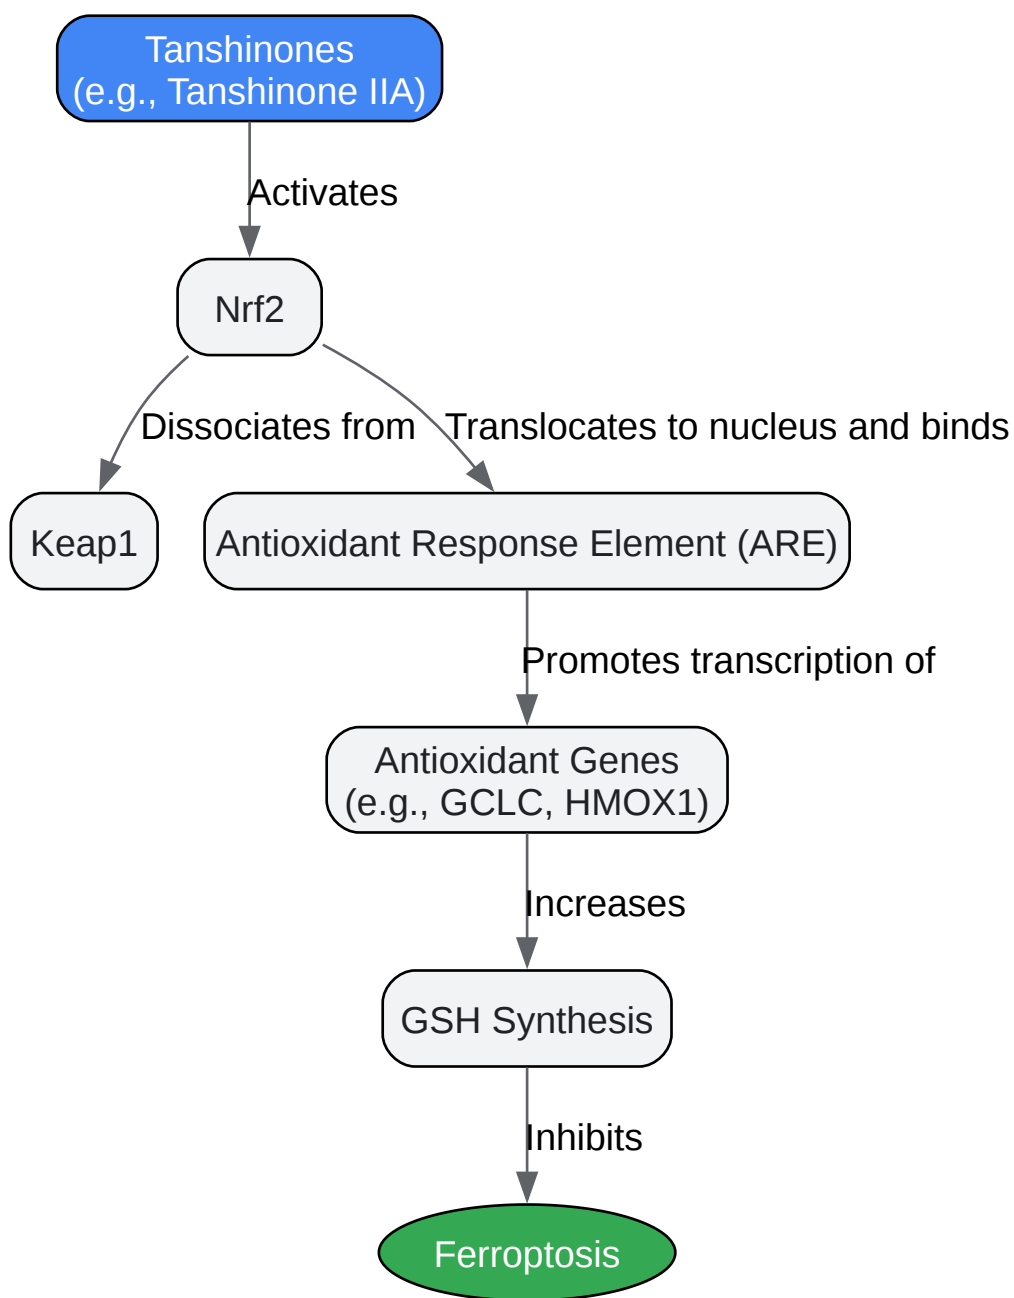 Tanshinones
(e.g., Tanshinone IIA)
Activates
Nrf2
Dissociates from
Translocates to nucleus and binds
Keap1
Antioxidant Response Element (ARE)
Promotes transcription of
Antioxidant Genes
(e.g., GCLC, HMOX1)
Increases
GSH Synthesis
Inhibits
Ferroptosis